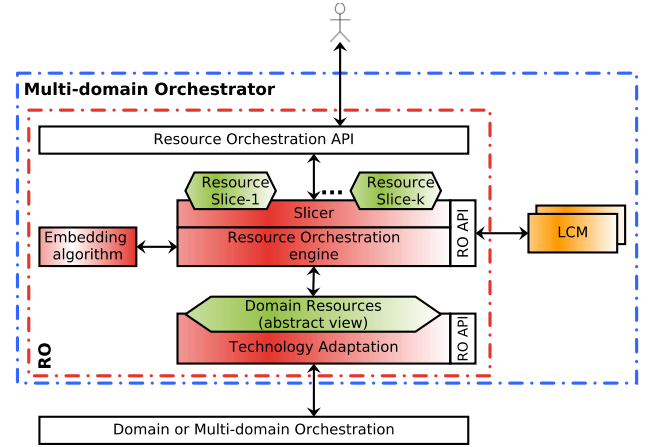 Multi-domain Orchestrator
Resource Orchestration API
Resource
Slice-1
Resource
Slice-k
Slicer
Resource Orchestration
engine
RO API
Embedding
algorithm
LCM
Domain Resources
(abstract view)
Technology Adaptation
RO API
RO
Domain or Multi-domain Orchestration